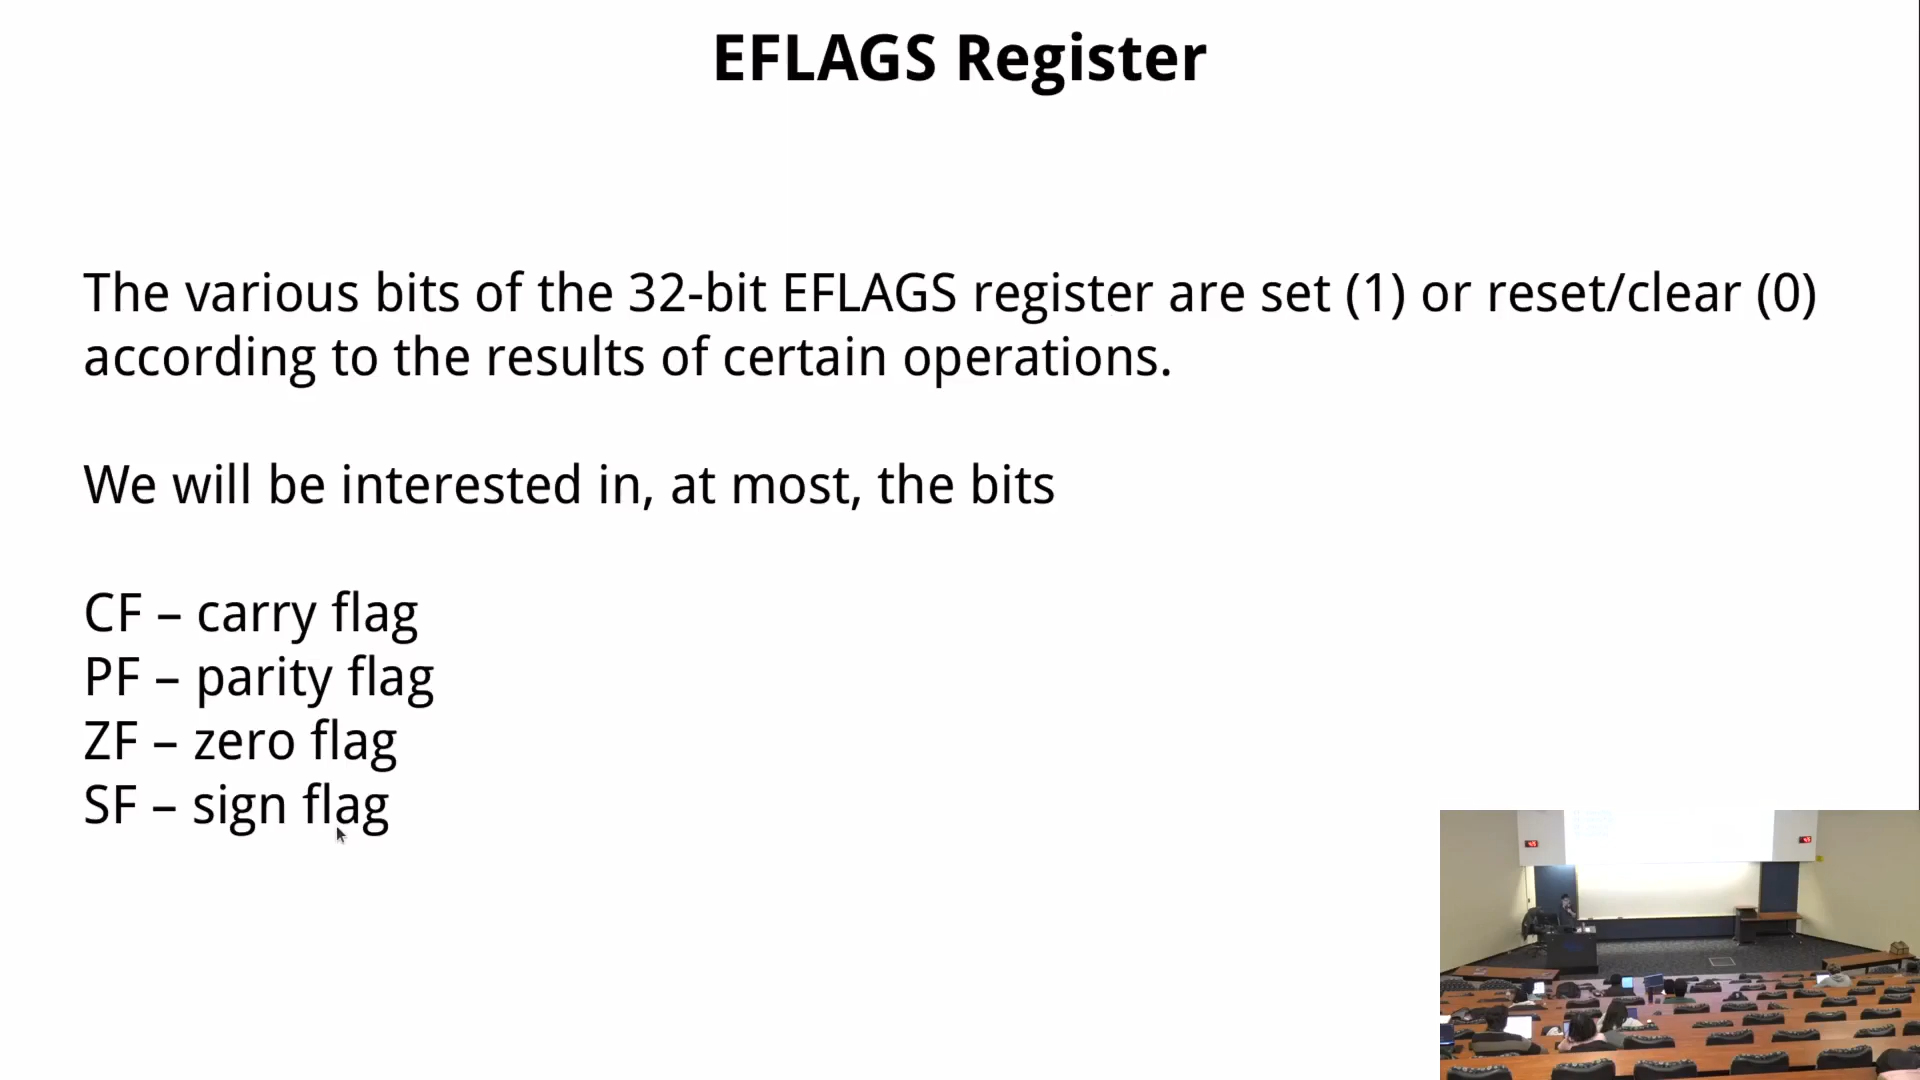 EFLAGS Register
The various bits of the 32-bit EFLAGS register are set (1) or reset/clear (0)
according to the results of certain operations.
We will be interested in, at most, the bits
CF – carry flag
PF – parity flag
ZF – zero flag
SF – sign flag